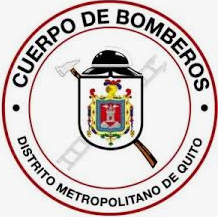 CUERPO DE BOMBEROS
DISTRITO METROPOLITANO DE QUITO